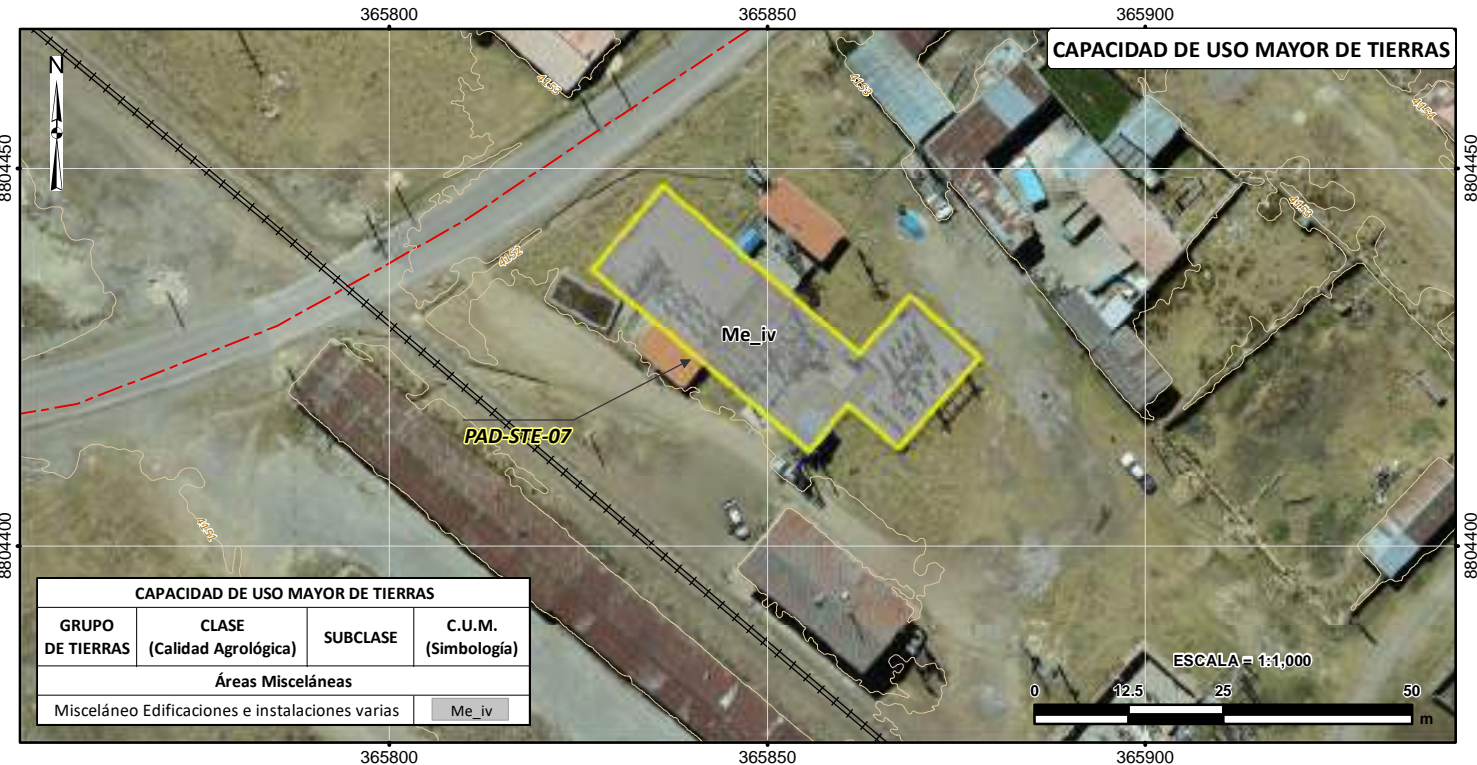 365800
365850
365900
CAPACIDAD DE USO MAYOR DE TIERRAS
N
4153
4153
4154
8804450
8804450
4153
4152
Me_iv
PAD-STE-07
4151
8804400
8804400
CAPACIDAD DE USO MAYOR DE TIERRAS
GRUPO
DE TIERRAS
CLASE
(Calidad Agrológica)
SUBCLASE
C.U.M.
(Simbología)
Áreas Misceláneas
Misceláneo Edificaciones e instalaciones varias
Me_iv
ESCALA = 1:1,000
0
12.5
25
50
m
365800
365850
365900